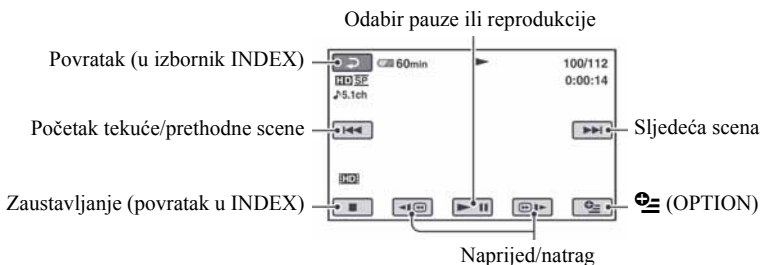 Odabir pauze ili reprodukcije
Povratak (u izbornik INDEX)
60min
100/112
HD SP
0:00:14
♪5.1ch
Početak tekuće/prethodne scene
Sljedeća scena
HD
Zaustavljanje (povratak u INDEX)
(OPTION)
Naprijed/natrag